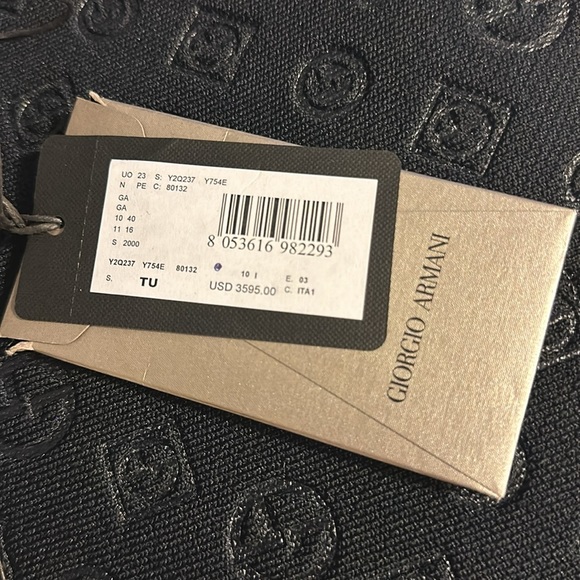 UO 23 S: Y2Q237 Y754E
N PE C: 80132
GA
GA
10 40
11 16
S 2000
8 053616 982293
Y2Q237 Y754E 80132
10 I E. 03
S. TU USD 3595.00 C. ITA1
GIORGIO ARMANI